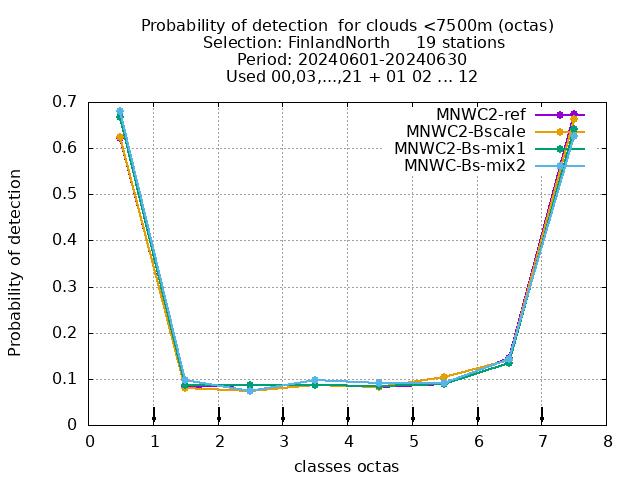 Probability of detection  for clouds <7500m (octas)
Selection: FinlandNorth     19 stations
Period: 20240601-20240630
Used 00,03,...,21 + 01 02 ... 12
MNWC2-ref
MNWC2-Bscale
MNWC2-Bs-mix1
MNWC-Bs-mix2
Probability of detection
0.7
0.6
0.5
0.4
0.3
0.2
0.1
0
0 1 2 3 4 5 6 7 8
classes octas